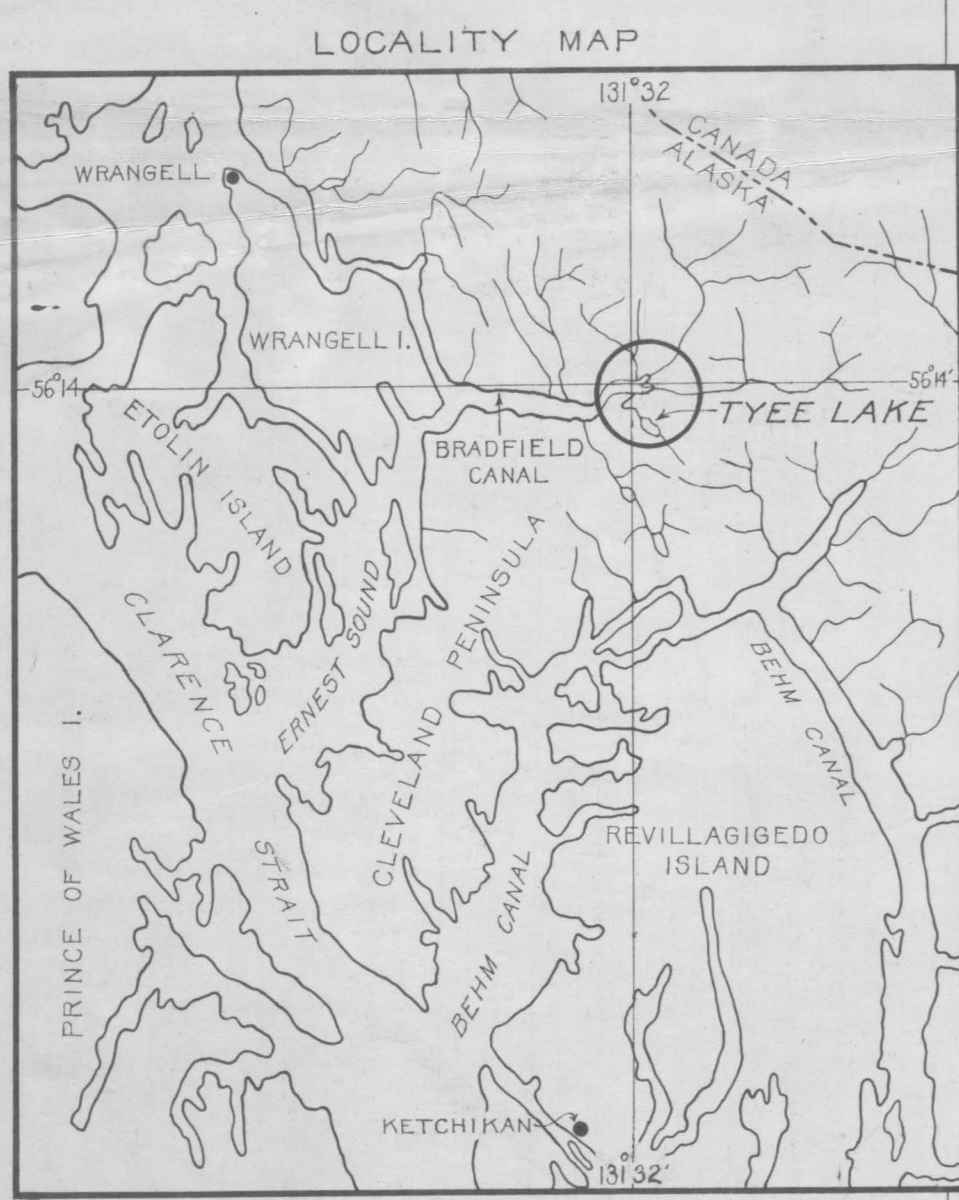 LOCALITY MAP
131°32
CANADA
ALASKA
WRANGELL
WRANGELL I.
56°14
56°14'
TYEE LAKE
BRADFIELD
CANAL
ETOLIN
ISLAND
CLARENCE
STRAIT
ERNEST SOUND
CLEVELAND PENINSULA
BEHM CANAL
PRINCE OF WALES I.
REVILLAGIGEDO
ISLAND
BEHM CANAL
KETCHIKAN
131°32'